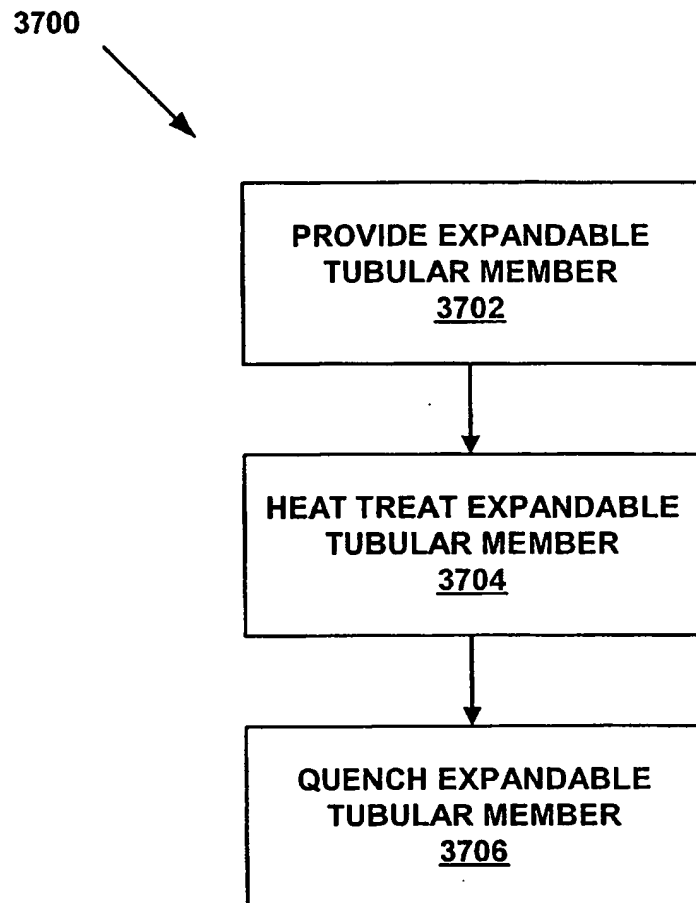 3700
PROVIDE EXPANDABLE
TUBULAR MEMBER
3702
HEAT TREAT EXPANDABLE
TUBULAR MEMBER
3704
QUENCH EXPANDABLE
TUBULAR MEMBER
3706